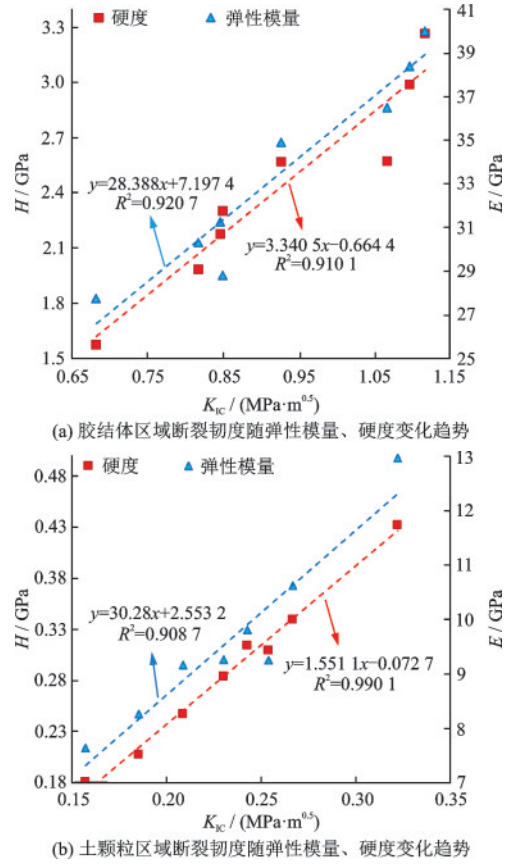 硬度 弹性模量
41
3.3
39
3.0
37
2.7
35
2.4
33
2.1
31
29
1.8
27
1.5
25
H / GPa
E / GPa
y=28.388x+7.197 4
R²=0.920 7
y=3.340 5x−0.664 4
R²=0.910 1
0.65 0.75 0.85 0.95 1.05 1.15
K_IC / (MPa·m^0.5)
(a) 胶结体区域断裂韧度随弹性模量、硬度变化趋势
硬度 弹性模量
0.48
13
12
0.43
11
0.38
10
0.33
9
0.28
8
0.23
0.18
7
H / GPa
E / GPa
y=30.28x+2.553 2
R²=0.908 7
y=1.551 1x−0.072 7
R²=0.990 1
0.15 0.20 0.25 0.30 0.35
K_IC / (MPa·m^0.5)
(b) 土颗粒区域断裂韧度随弹性模量、硬度变化趋势